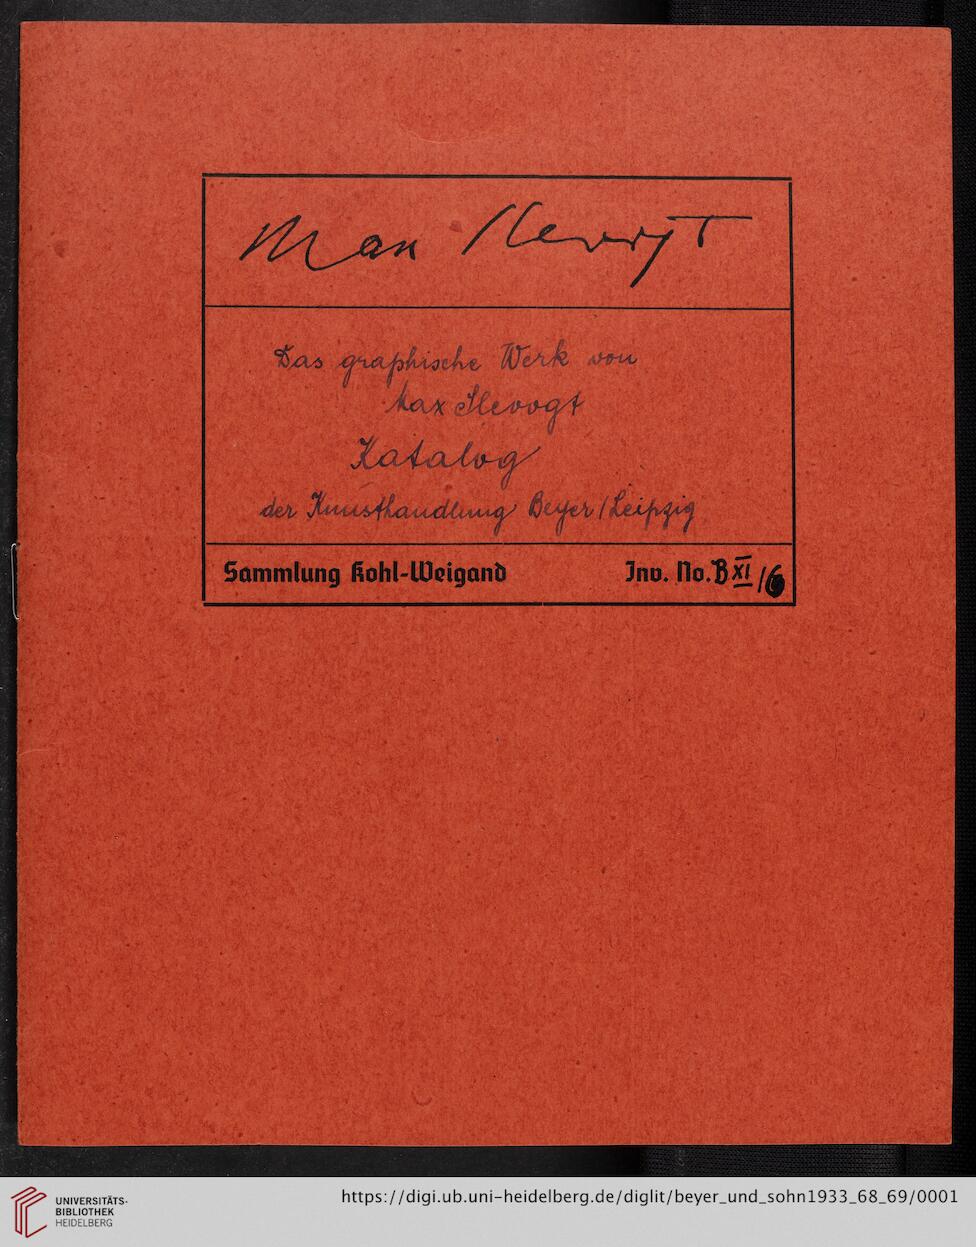 Max Slevogt
Das graphische Werk von
Max Slevogt
Katalog
der Kunsthandlung Beyer / Leipzig
Sammlung Kohl-Weigand Inv. No. B XI /6
UNIVERSITÄTS-
BIBLIOTHEK
HEIDELBERG
https://digi.ub.uni-heidelberg.de/diglit/beyer_und_sohn1933_68_69/0001